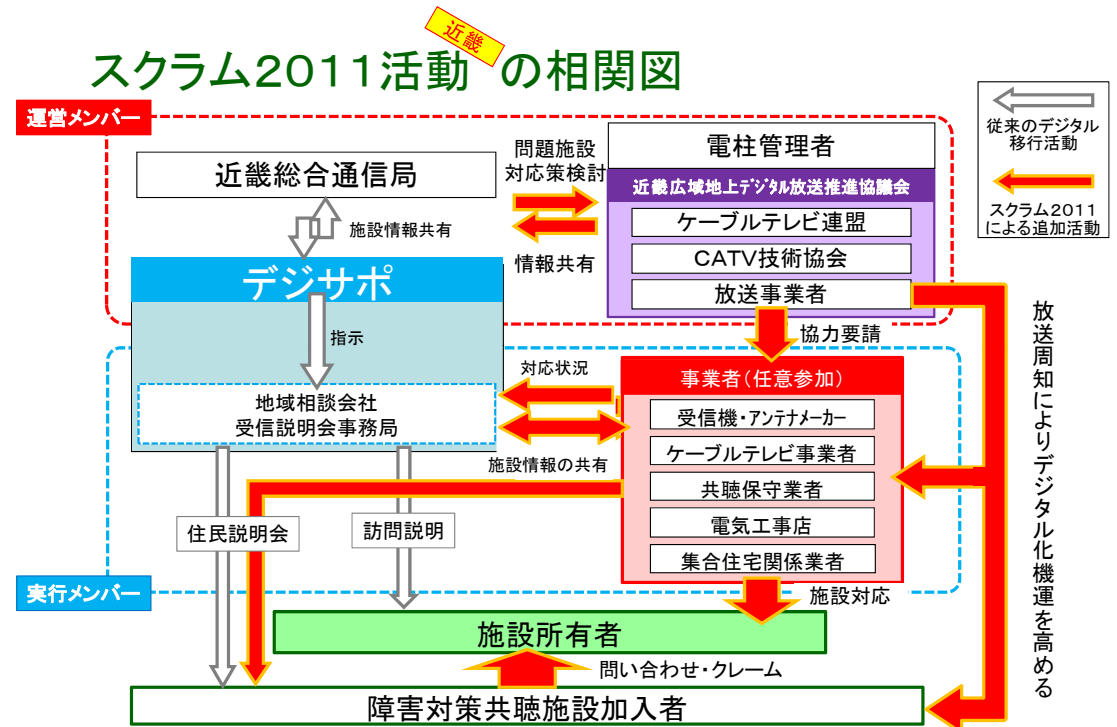 近畿
スクラム2011活動 の相関図
従来のデジタル
移行活動
スクラム2011
による追加活動
運営メンバー
近畿総合通信局
施設情報共有
問題施設
対応策検討
情報共有
電柱管理者
近畿広域地上デジタル放送推進協議会
ケーブルテレビ連盟
CATV技術協会
放送事業者
デジサポ
指示
地域相談会社
受信説明会事務局
協力要請
対応状況
施設情報の共有
事業者(任意参加)
受信機・アンテナメーカー
ケーブルテレビ事業者
共聴保守業者
電気工事店
集合住宅関係業者
放送周知によりデジタル化機運を高める
住民説明会
訪問説明
実行メンバー
施設対応
施設所有者
問い合わせ・クレーム
障害対策共聴施設加入者